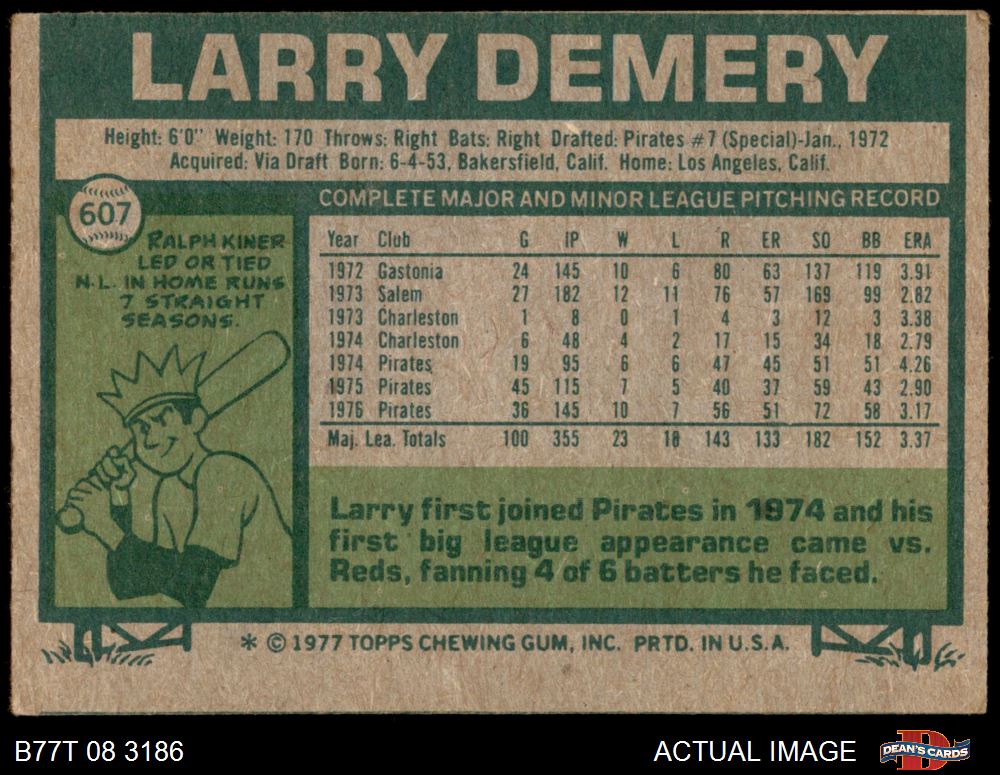 LARRY DEMERY
Height: 6'0" Weight: 170 Throws: Right Bats: Right Drafted: Pirates #7 (Special)-Jan., 1972
Acquired: Via Draft Born: 6-4-53, Bakersfield, Calif. Home: Los Angeles, Calif.
607
RALPH KINER
LED OR TIED
N.L. IN HOME RUNS
7 STRAIGHT
SEASONS.
COMPLETE MAJOR AND MINOR LEAGUE PITCHING RECORD
Year Club G IP W L R ER SO BB ERA
1972 Gastonia 24 145 10 6 80 63 137 119 3.91
1973 Salem 27 182 12 11 76 57 169 99 2.82
1973 Charleston 1 8 0 1 4 3 12 3 3.38
1974 Charleston 6 48 4 2 17 15 34 18 2.79
1974 Pirates 19 95 6 6 47 45 51 51 4.26
1975 Pirates 45 115 7 5 40 37 59 43 2.90
1976 Pirates 36 145 10 7 56 51 72 58 3.17
Maj. Lea. Totals 100 355 23 18 143 133 182 152 3.37
Larry first joined Pirates in 1974 and his
first big league appearance came vs.
Reds, fanning 4 of 6 batters he faced.
* © 1977 TOPPS CHEWING GUM, INC. PRTD. IN U.S.A.
B77T 08 3186
ACTUAL IMAGE
D
DEAN'S CARDS